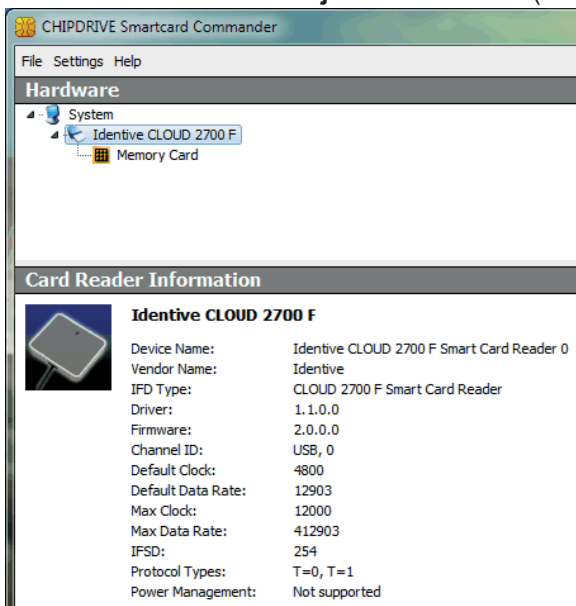 CHIPDRIVE Smartcard Commander
File Settings Help
Hardware
System
Identive CLOUD 2700 F
Memory Card
Card Reader Information
Identive CLOUD 2700 F
Device Name: Identive CLOUD 2700 F Smart Card Reader 0
Vendor Name: Identive
IFD Type: CLOUD 2700 F Smart Card Reader
Driver: 1.1.0.0
Firmware: 2.0.0.0
Channel ID: USB, 0
Default Clock: 4800
Default Data Rate: 12903
Max Clock: 12000
Max Data Rate: 412903
IFSD: 254
Protocol Types: T=0, T=1
Power Management: Not supported